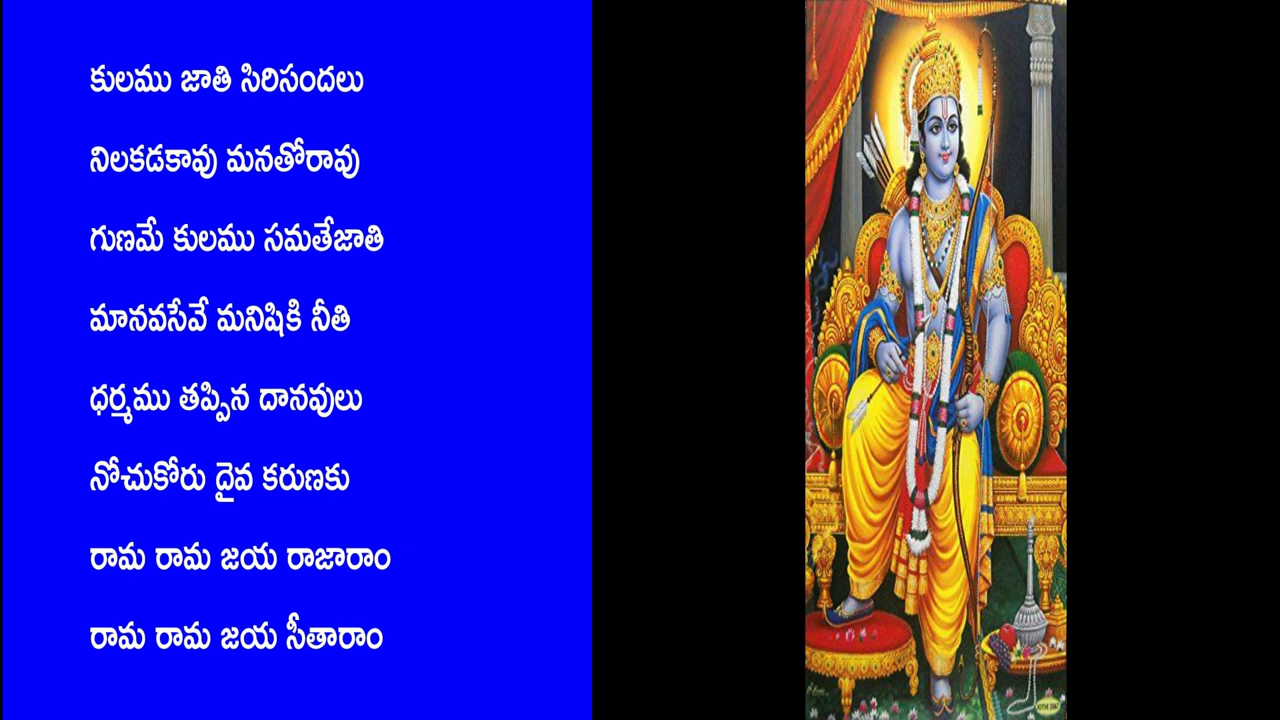 కులము జాతి సిరిసందలు
నిలకడకావు మనతోరావు
గుణమే కులము సమతేజాతి
మానవసేవే మనిషికి నీతి
ధర్మము తప్పిన దానవులు
నోచుకోరు దైవ కరుణకు
రామ రామ జయ రాజారాం
రామ రామ జయ సీతారాం